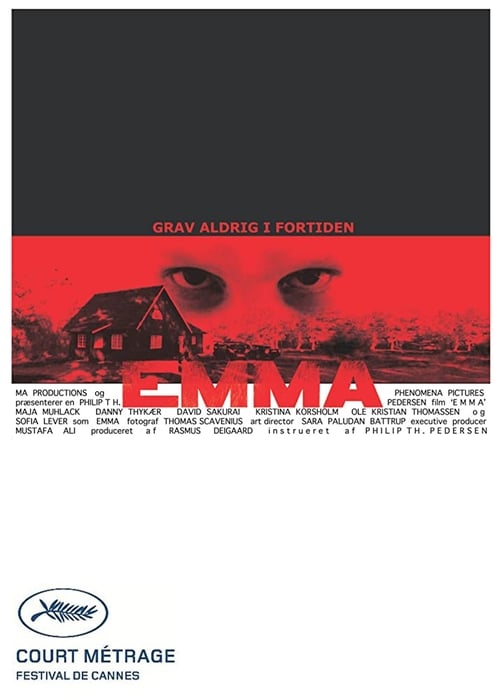 GRAV ALDRIG I FORTIDEN
EMMA
MA PRODUCTIONS og PHENOMENA PICTURES
præsenterer en PHILIP T H. PEDERSEN film 'E M M A'
MAJA MUHLACK DANNY THYKÆR DAVID SAKURAI KRISTINA KORSHOLM OLE KRISTIAN THOMASSEN og
SOFIA LEVER som EMMA fotograf THOMAS SCAVENIUS art director SARA PALUDAN BATTRUP executive producer
MUSTAFA ALI produceret af RASMUS DEIGAARD instrueret af PHILIP TH. PEDERSEN
COURT MÉTRAGE
FESTIVAL DE CANNES